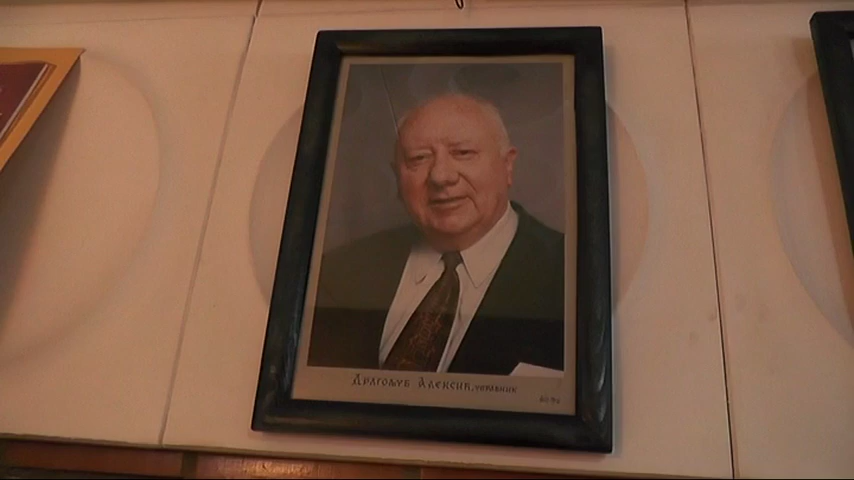 Драгољуб Алексић, управник